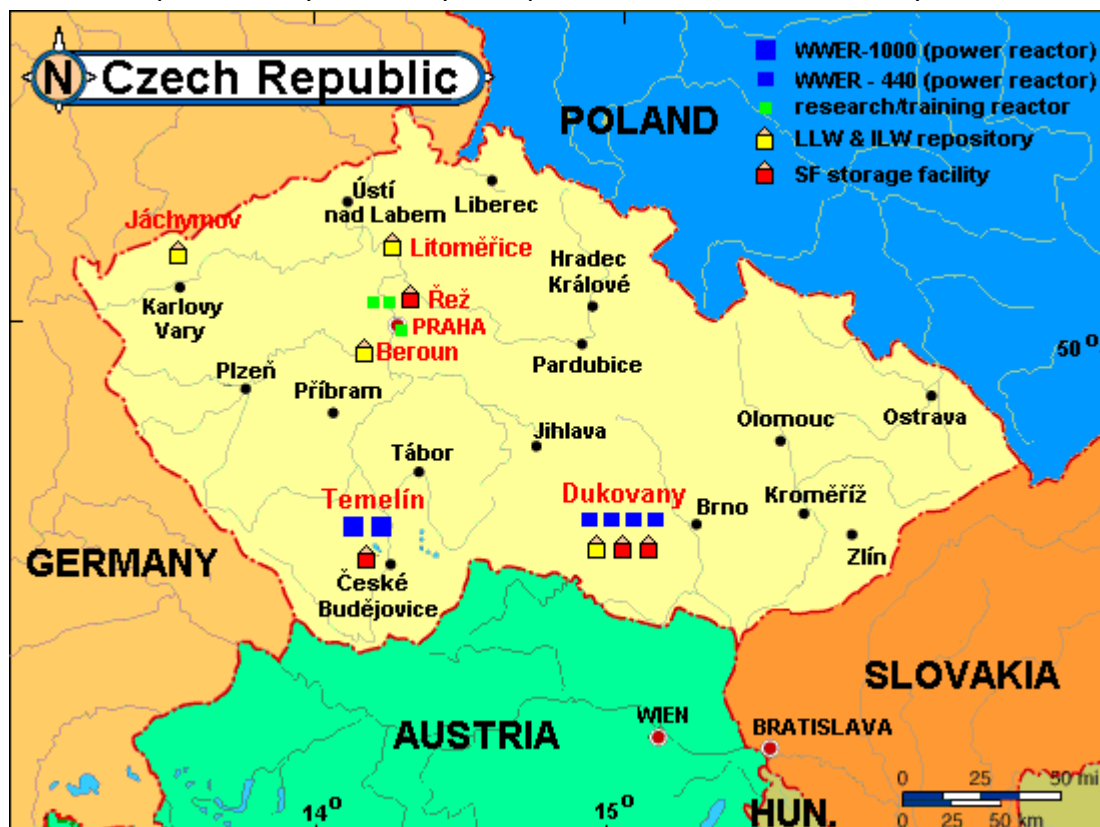 N Czech Republic
WWER-1000 (power reactor)
WWER - 440 (power reactor)
research/training reactor
LLW & ILW repository
SF storage facility
POLAND
Ústí
nad Labem
Liberec
Jáchymov
Litoměřice
Hradec
Králové
Karlovy
Vary
Řež
PRAHA
Beroun
Pardubice
50 o
Plzeň
Příbram
Ostrava
Olomouc
Jihlava
Tábor
Temelín
Dukovany
Kroměříž
Brno
Zlín
GERMANY
České
Budějovice
SLOVAKIA
AUSTRIA
WIEN
BRATISLAVA
0 25 50 mi
14 o
15 o
HUN.
0 25 50 km